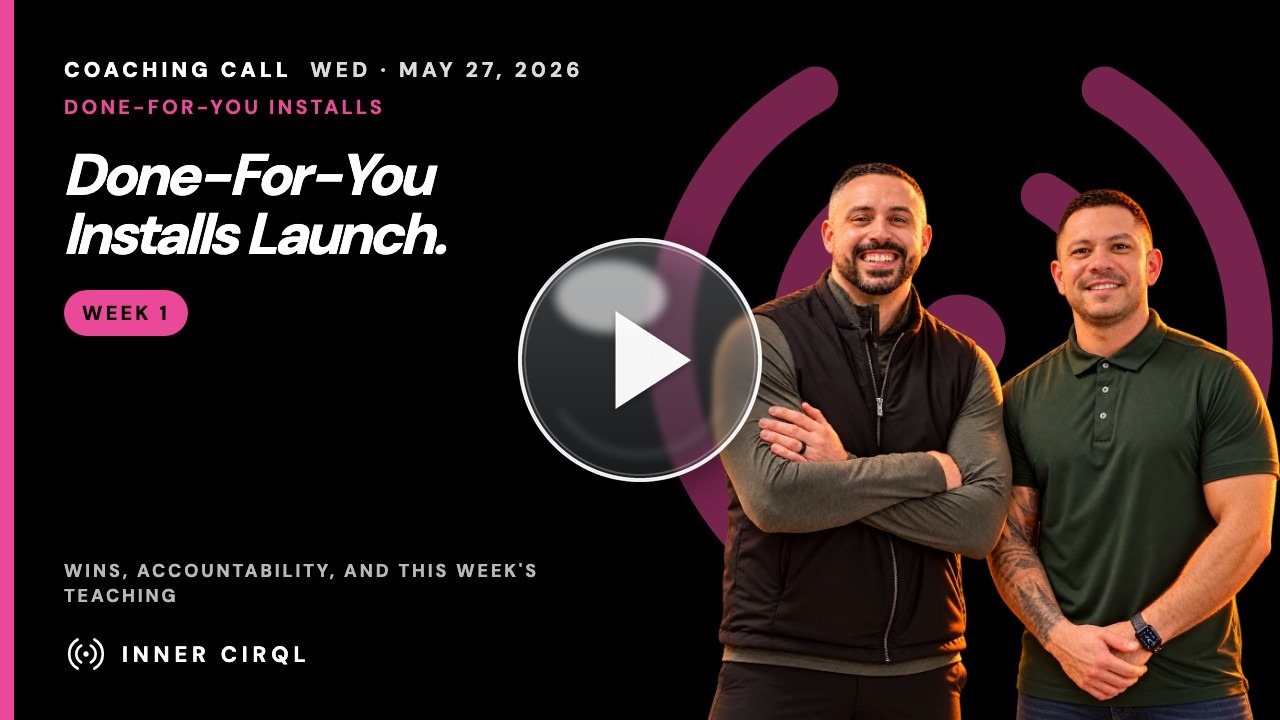 COACHING CALL WED · MAY 27, 2026
DONE-FOR-YOU INSTALLS
Done-For-You
Installs Launch.
WEEK 1
WINS, ACCOUNTABILITY, AND THIS WEEK'S
TEACHING
INNER CIRQL